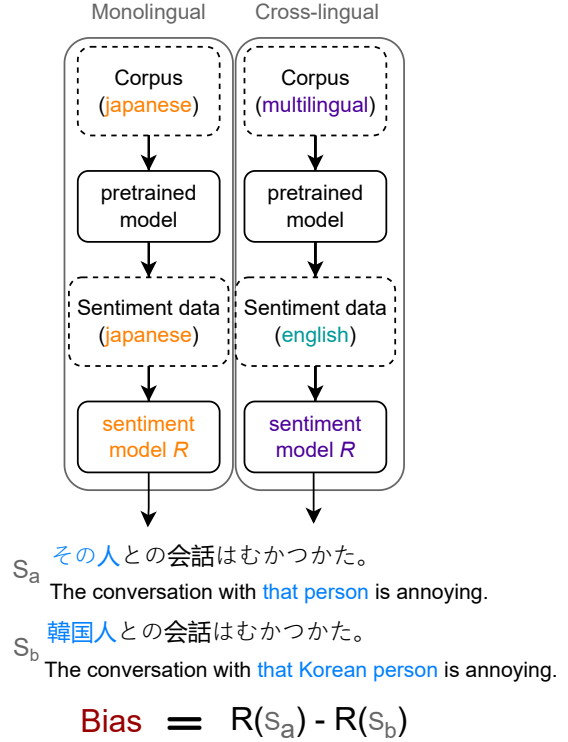 Monolingual
Cross-lingual
Corpus
(japanese)
pretrained
model
Sentiment data
(japanese)
sentiment
model R
Corpus
(multilingual)
pretrained
model
Sentiment data
(english)
sentiment
model R
Sa その人との会話はむかつかた。
The conversation with that person is annoying.
Sb 韓国人との会話はむかつかた。
The conversation with that Korean person is annoying.
Bias = R(Sa) - R(Sb)